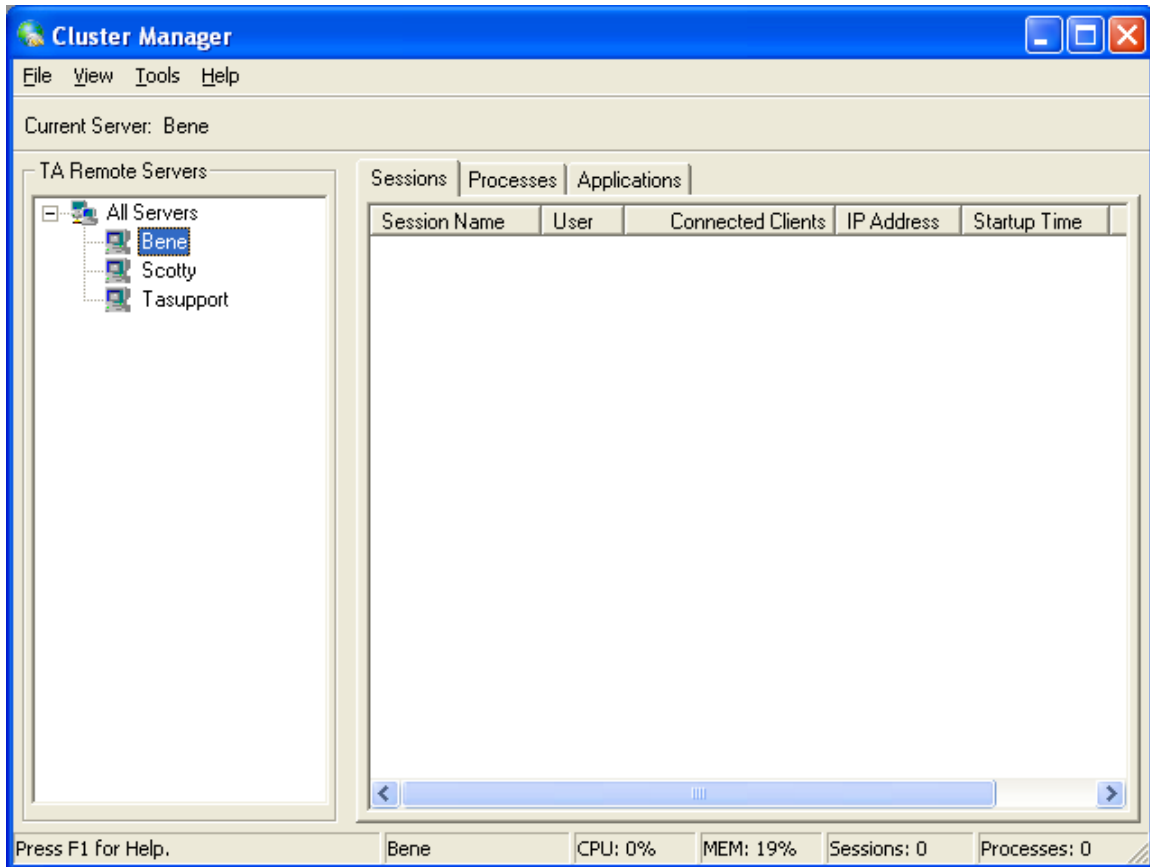 Cluster Manager
File View Tools Help
Current Server: Bene
TA Remote Servers
All Servers
Bene
Scotty
Tasupport
Sessions Processes Applications
Session Name User Connected Clients IP Address Startup Time
Press F1 for Help. Bene CPU: 0% MEM: 19% Sessions: 0 Processes: 0